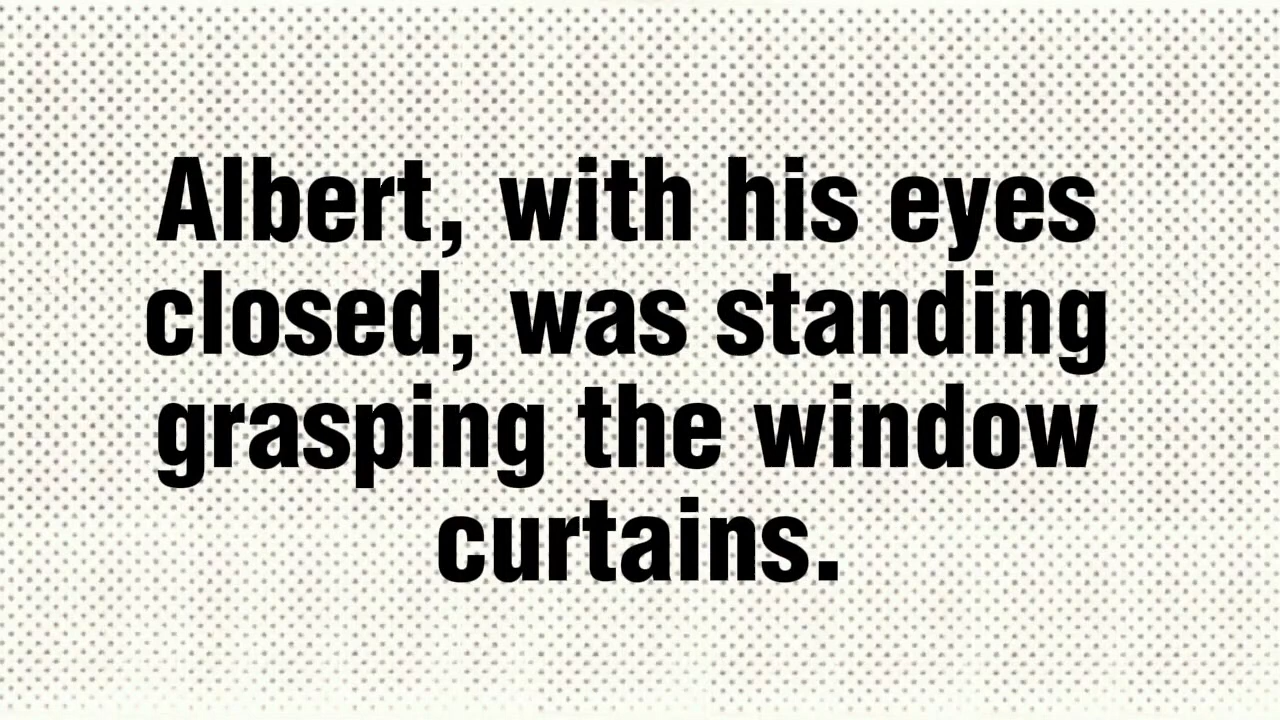 Albert, with his eyes
closed, was standing
grasping the window
curtains.